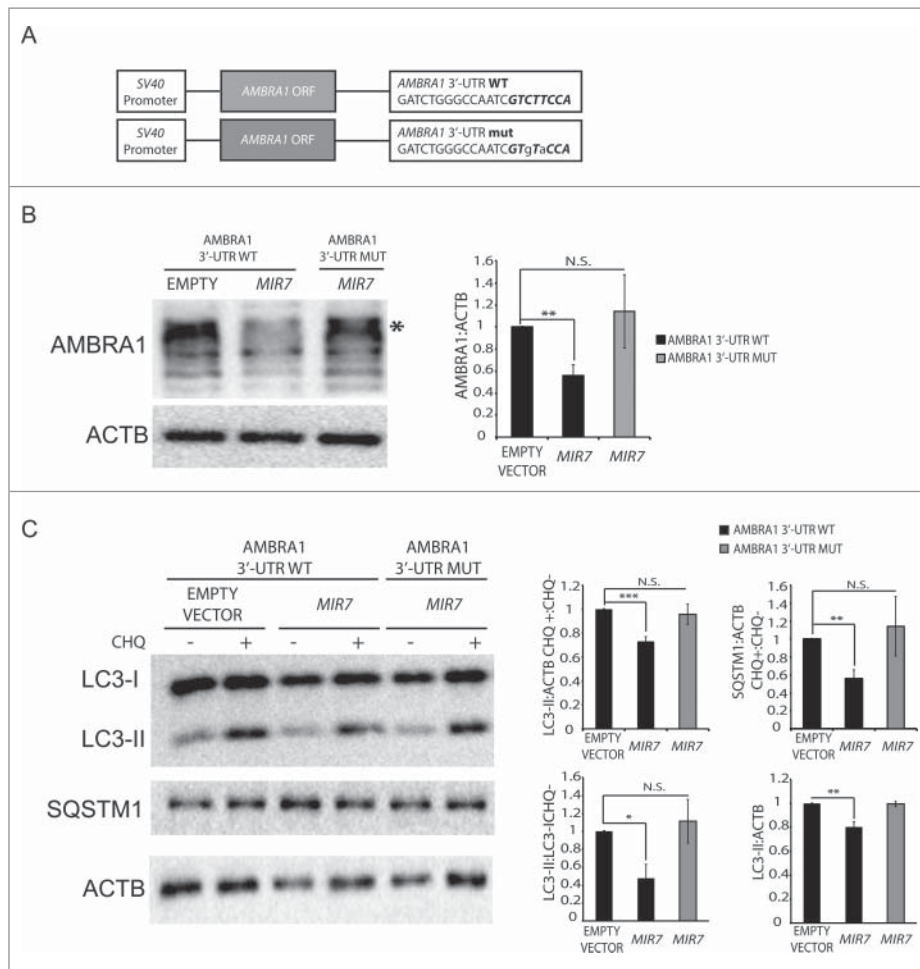 A
SV40
Promoter
AMBRA1 ORF
AMBRA1 3'-UTR WT
GATCTGGGCCAATCGTCTTCCA
SV40
Promoter
AMBRA1 ORF
AMBRA1 3'-UTR mut
GATCTGGGCCAATCGTgTaCCA
B
AMBRA1
3'-UTR WT
AMBRA1
3'-UTR MUT
EMPTY
MIR7
MIR7
AMBRA1
*
ACTB
AMBRA1:ACTB
1.6
1.4
1.2
1
0.8
0.6
0.4
0.2
0
N.S.
**
EMPTY
VECTOR
MIR7
MIR7
AMBRA1 3'-UTR WT
AMBRA1 3'-UTR MUT
C
AMBRA1
3'-UTR WT
AMBRA1
3'-UTR MUT
EMPTY
VECTOR
MIR7
MIR7
CHQ - + - + - +
LC3-I
LC3-II
SQSTM1
ACTB
AMBRA1 3'-UTR WT
AMBRA1 3'-UTR MUT
LC3-II:ACTB CHQ +:CHQ-
1.2
1
0.8
0.6
0.4
0.2
0
N.S.
***
EMPTY
VECTOR
MIR7
MIR7
SQSTM1:ACTB
CHQ+:CHQ-
1.6
1.4
1.2
1
0.8
0.6
0.4
0.2
0
N.S.
**
EMPTY
VECTOR
MIR7
MIR7
LC3-II:LC3-ICHQ-
1.6
1.2
1
0.8
0.4
0
N.S.
*
EMPTY
VECTOR
MIR7
MIR7
LC3-II:ACTB
1.2
1
0.8
0.6
0.4
0.2
0
**
EMPTY
VECTOR
MIR7
MIR7